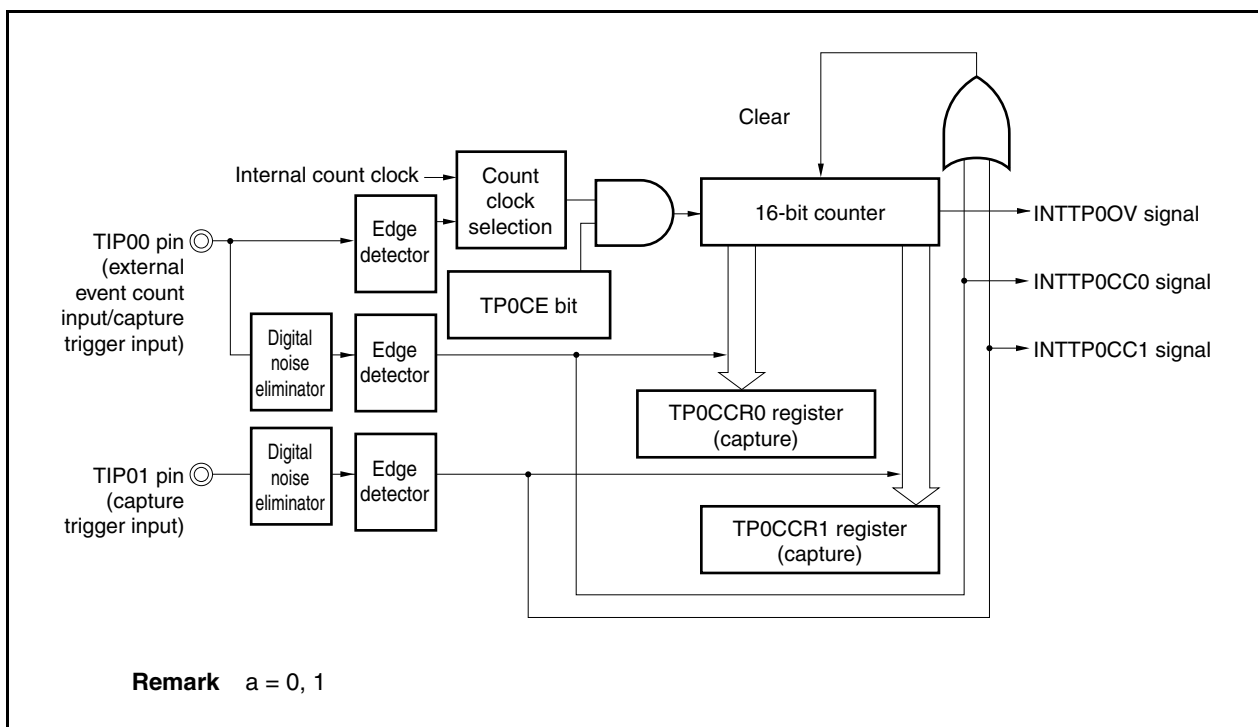 Clear
Internal count clock
Count
clock
selection
16-bit counter
INTTP0OV signal
TIP00 pin
(external
event count
input/capture
trigger input)
Edge
detector
TP0CE bit
INTTP0CC0 signal
Digital
noise
eliminator
Edge
detector
INTTP0CC1 signal
TP0CCR0 register
(capture)
TIP01 pin
(capture
trigger input)
Digital
noise
eliminator
Edge
detector
TP0CCR1 register
(capture)
Remark a = 0, 1